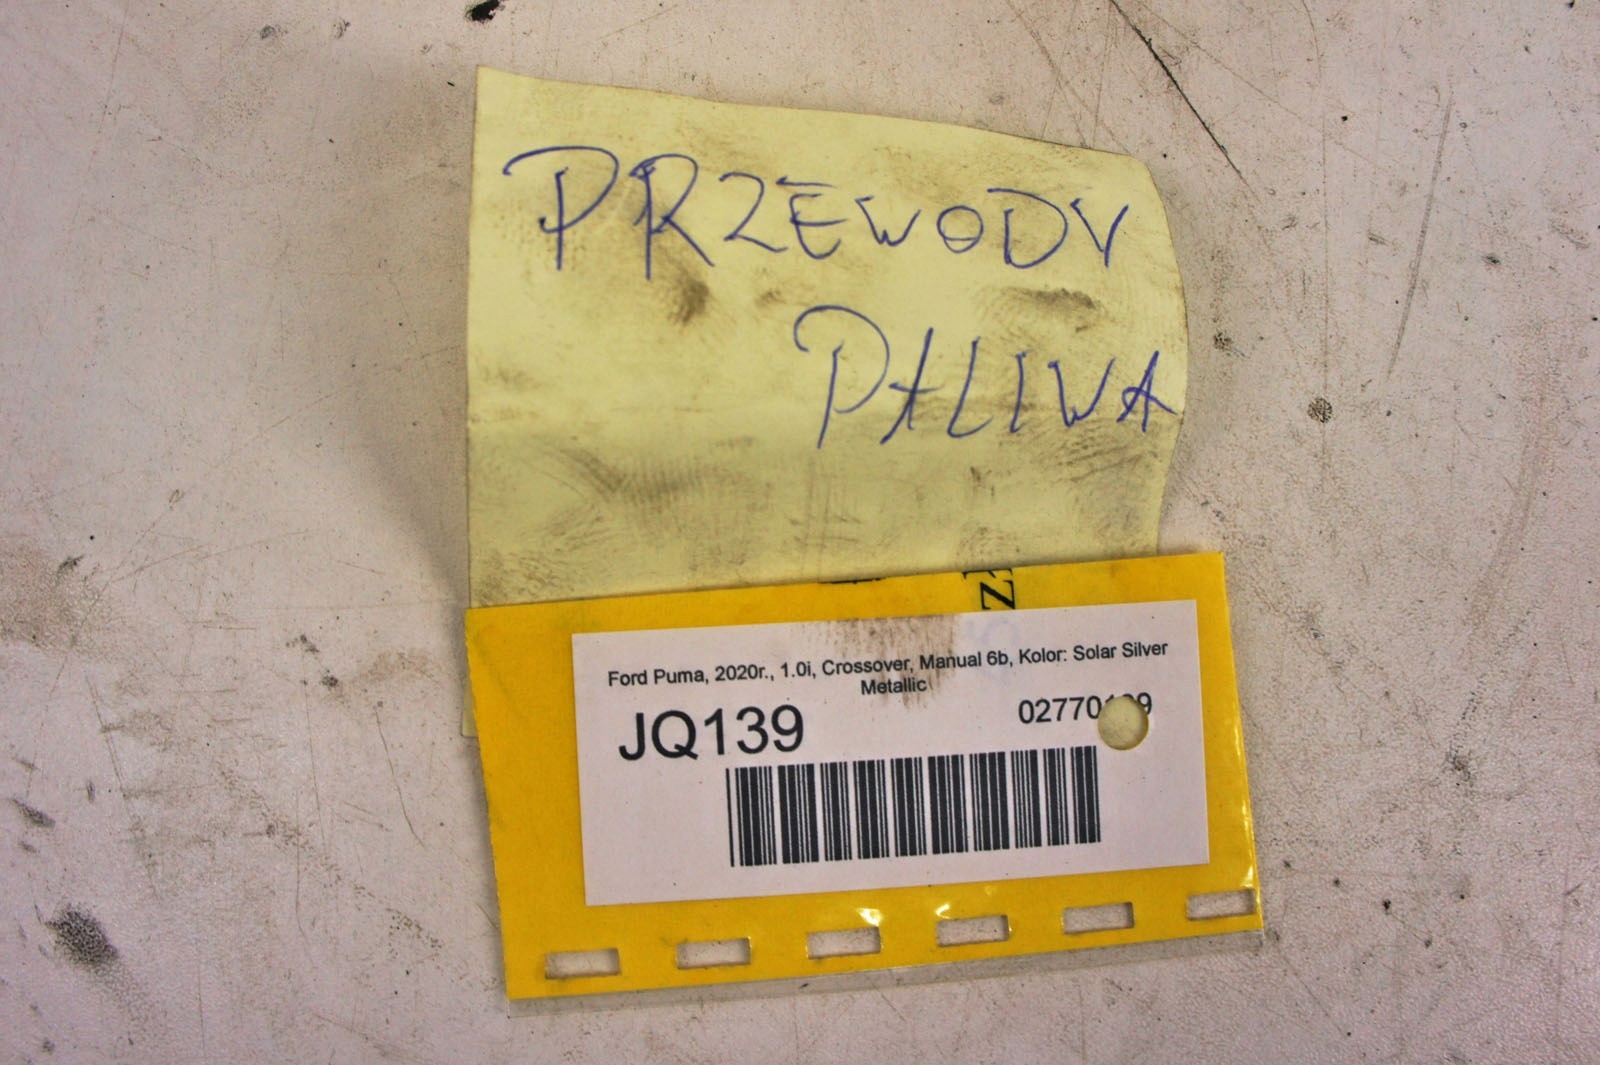 PRZEWODY
PALIWA
Ford Puma, 2020r., 1.0i, Crossover, Manual 6b, Kolor: Solar Silver
Metallic
JQ139